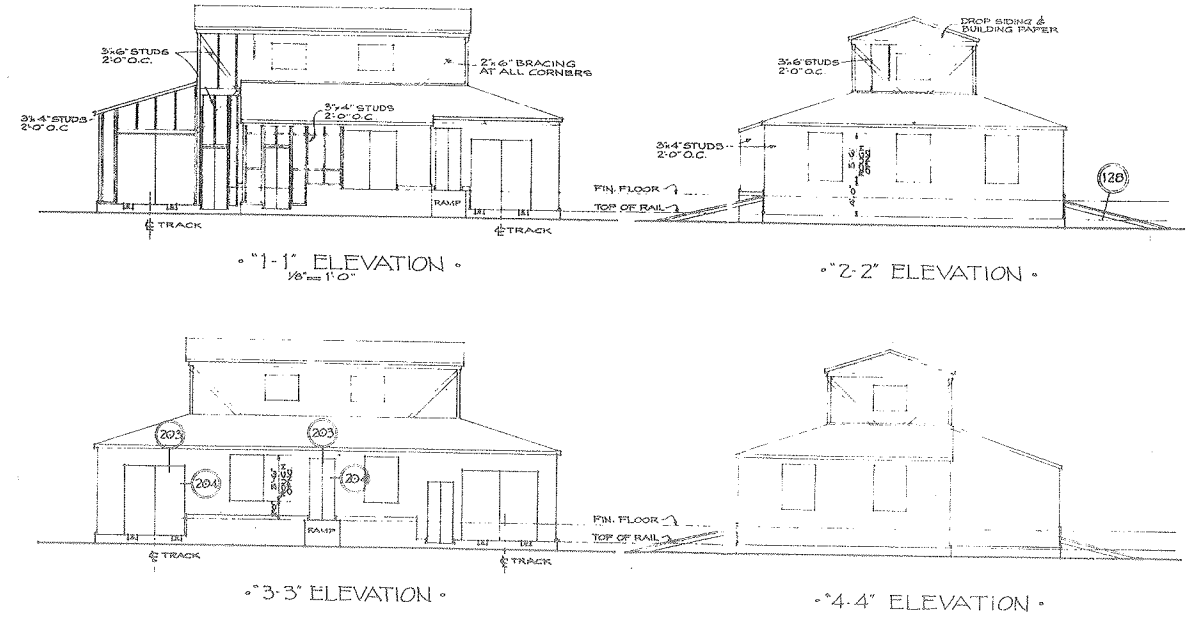 3"x6" STUDS
2'-0" O.C.
3"x4" STUDS
2'-0" O.C
3"x4" STUDS
2'-0" O.C
2"x6" BRACING
AT ALL CORNERS
RAMP
℄ TRACK
℄ TRACK
"1-1" ELEVATION
1/8" = 1'-0"
DROP SIDING &
BUILDING PAPER
3"x6" STUDS
2'-0" O.C.
3"x4" STUDS
2'-0" O.C.
FIN. FLOOR
TOP OF RAIL
128
"2-2" ELEVATION
203
203
204
204
RAMP
℄ TRACK
℄ TRACK
"3-3" ELEVATION
FIN. FLOOR
TOP OF RAIL
"4-4" ELEVATION